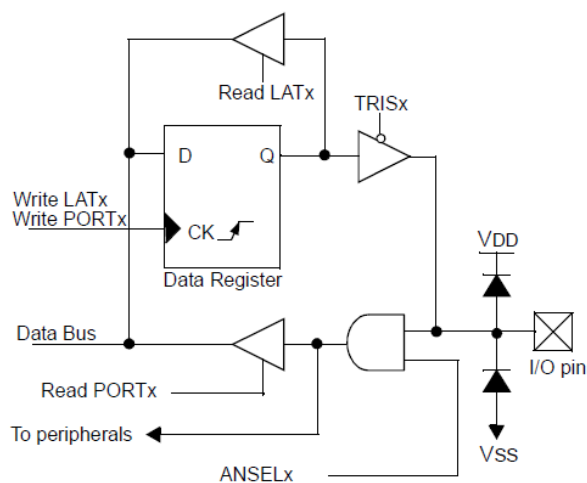 Read LATx
TRISx
D
Q
Write LATx
Write PORTx
CK
Data Register
VDD
Data Bus
I/O pin
Read PORTx
To peripherals
VSS
ANSELx